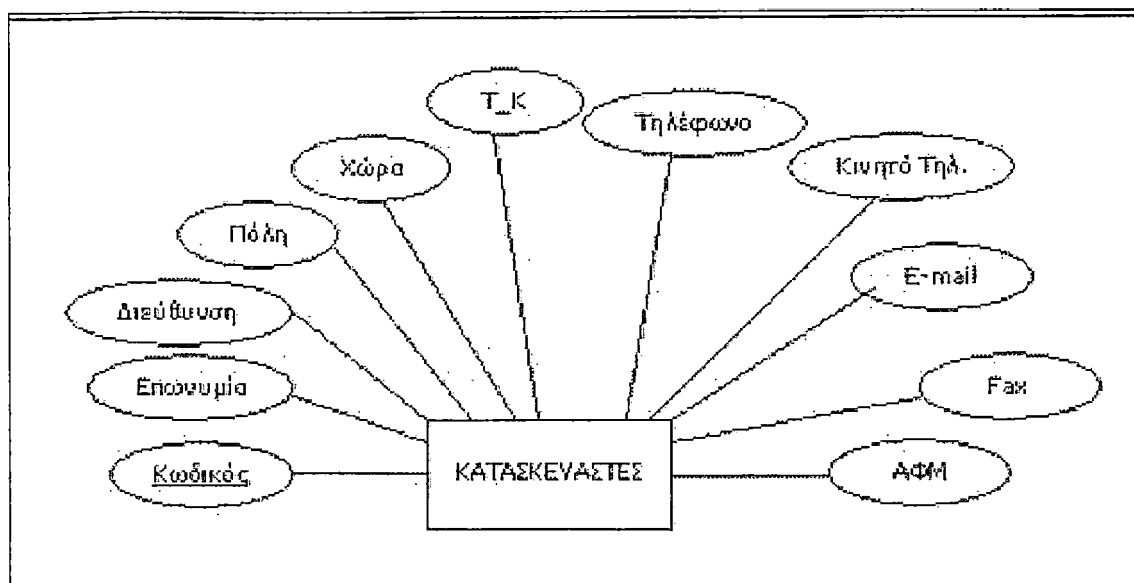 Τ_Κ
Τηλέφωνο
Χώρα
Κινητό Τηλ.
Πόλη
E-mail
Διεύθυνση
Επωνυμία
Fax
Κωδικός
ΚΑΤΑΣΚΕΥΑΣΤΕΣ
ΑΦΜ